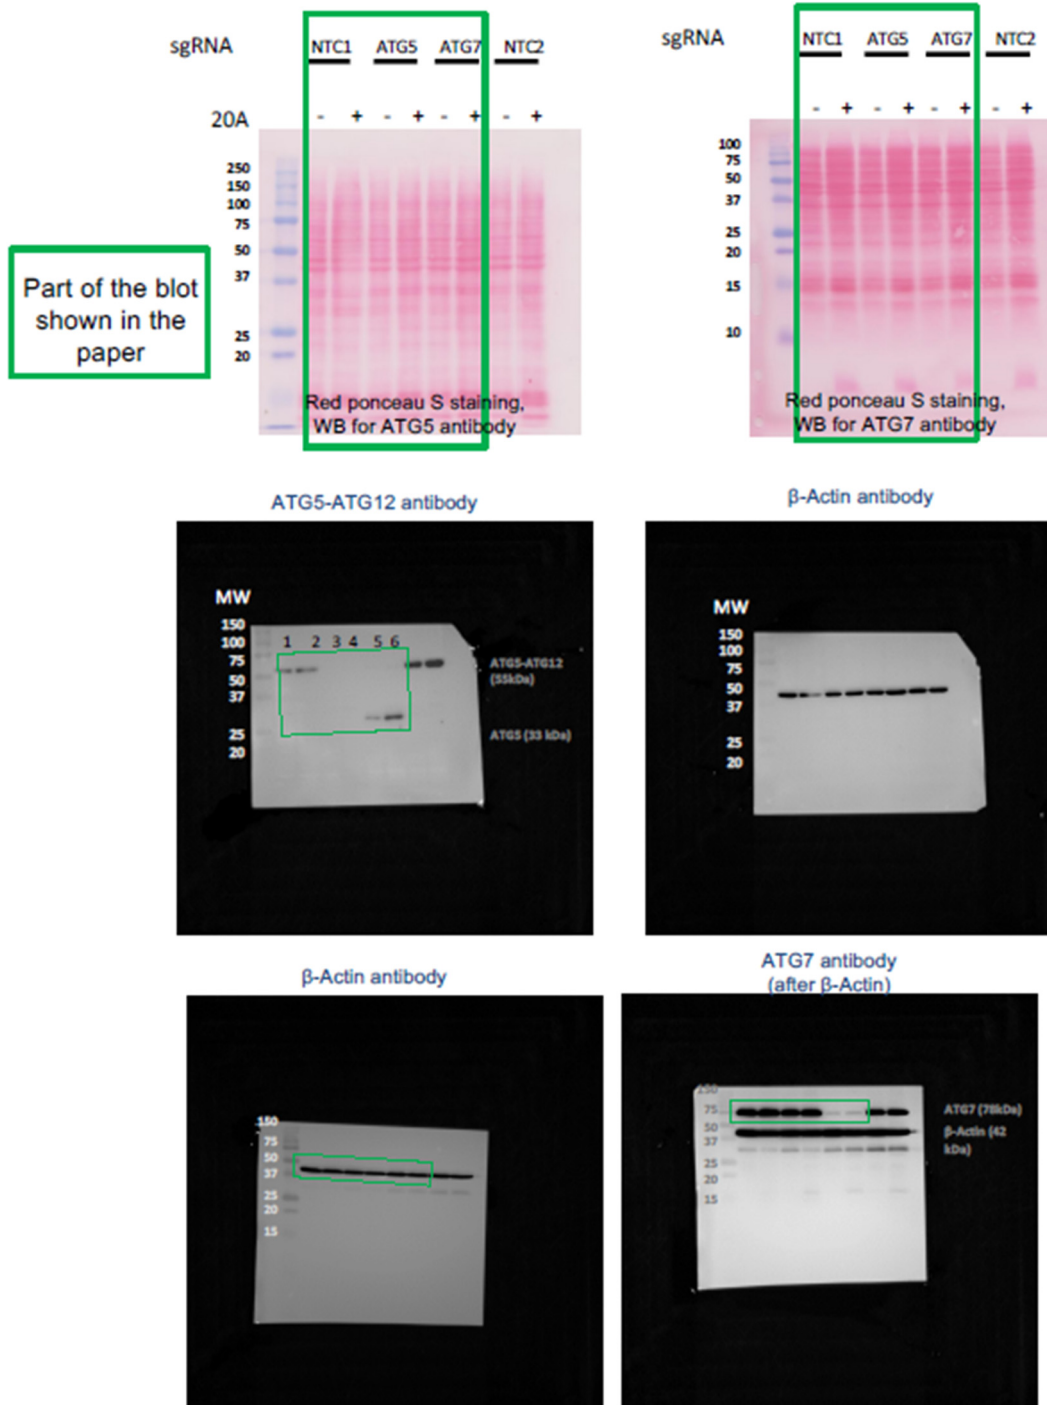 sgRNA
NTC1 ATG5 ATG7 NTC2
20A - + - + - + - +
250
150
100
75
50
37
25
20
Red ponceau S staining,
WB for ATG5 antibody
sgRNA
NTC1 ATG5 ATG7 NTC2
- + - + - + - +
100
75
50
37
25
20
15
10
Red ponceau S staining,
WB for ATG7 antibody
Part of the blot
shown in the
paper
ATG5-ATG12 antibody
MW
150
100
75
50
37
25
20
1 2 3 4 5 6
ATG5-ATG12
(55kDa)
ATG5 (33 kDa)
β-Actin antibody
MW
150
100
75
50
37
25
20
β-Actin antibody
150
75
50
37
25
20
15
ATG7 antibody
(after β-Actin)
150
75
50
37
25
20
15
ATG7 (78kDa)
β-Actin (42
kDa)